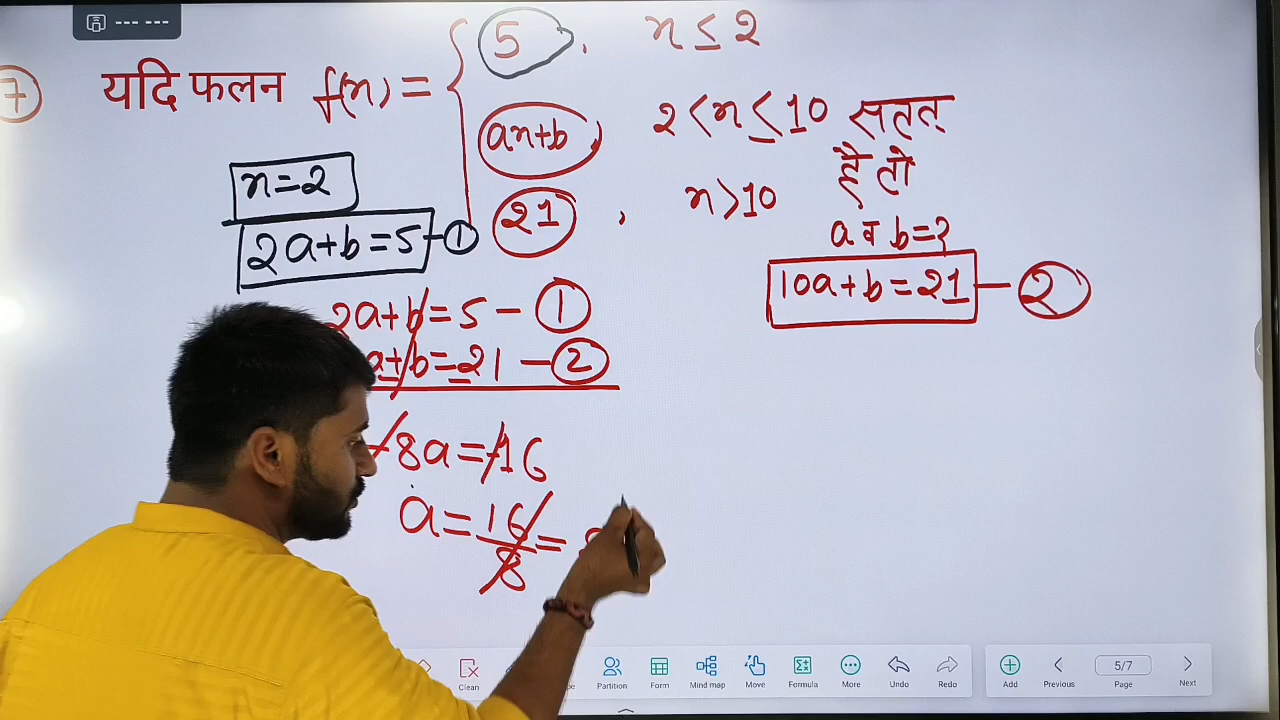 5 , x ≤ 2
7 यदि फलन f(x) = { ax+b , 2 < x ≤ 10 सतत
है तो
21 , x > 10
a व b = ?
x = 2
2a+b = 5 - 1
10a+b = 21 - 2
2a+b = 5 - 1
a+b = 21 - 2
-8a = -16
a = 16/8 =
Clean
Partition
Form
Mind map
Move
Formula
More
Undo
Redo
Add
Previous
5/7
Page
Next